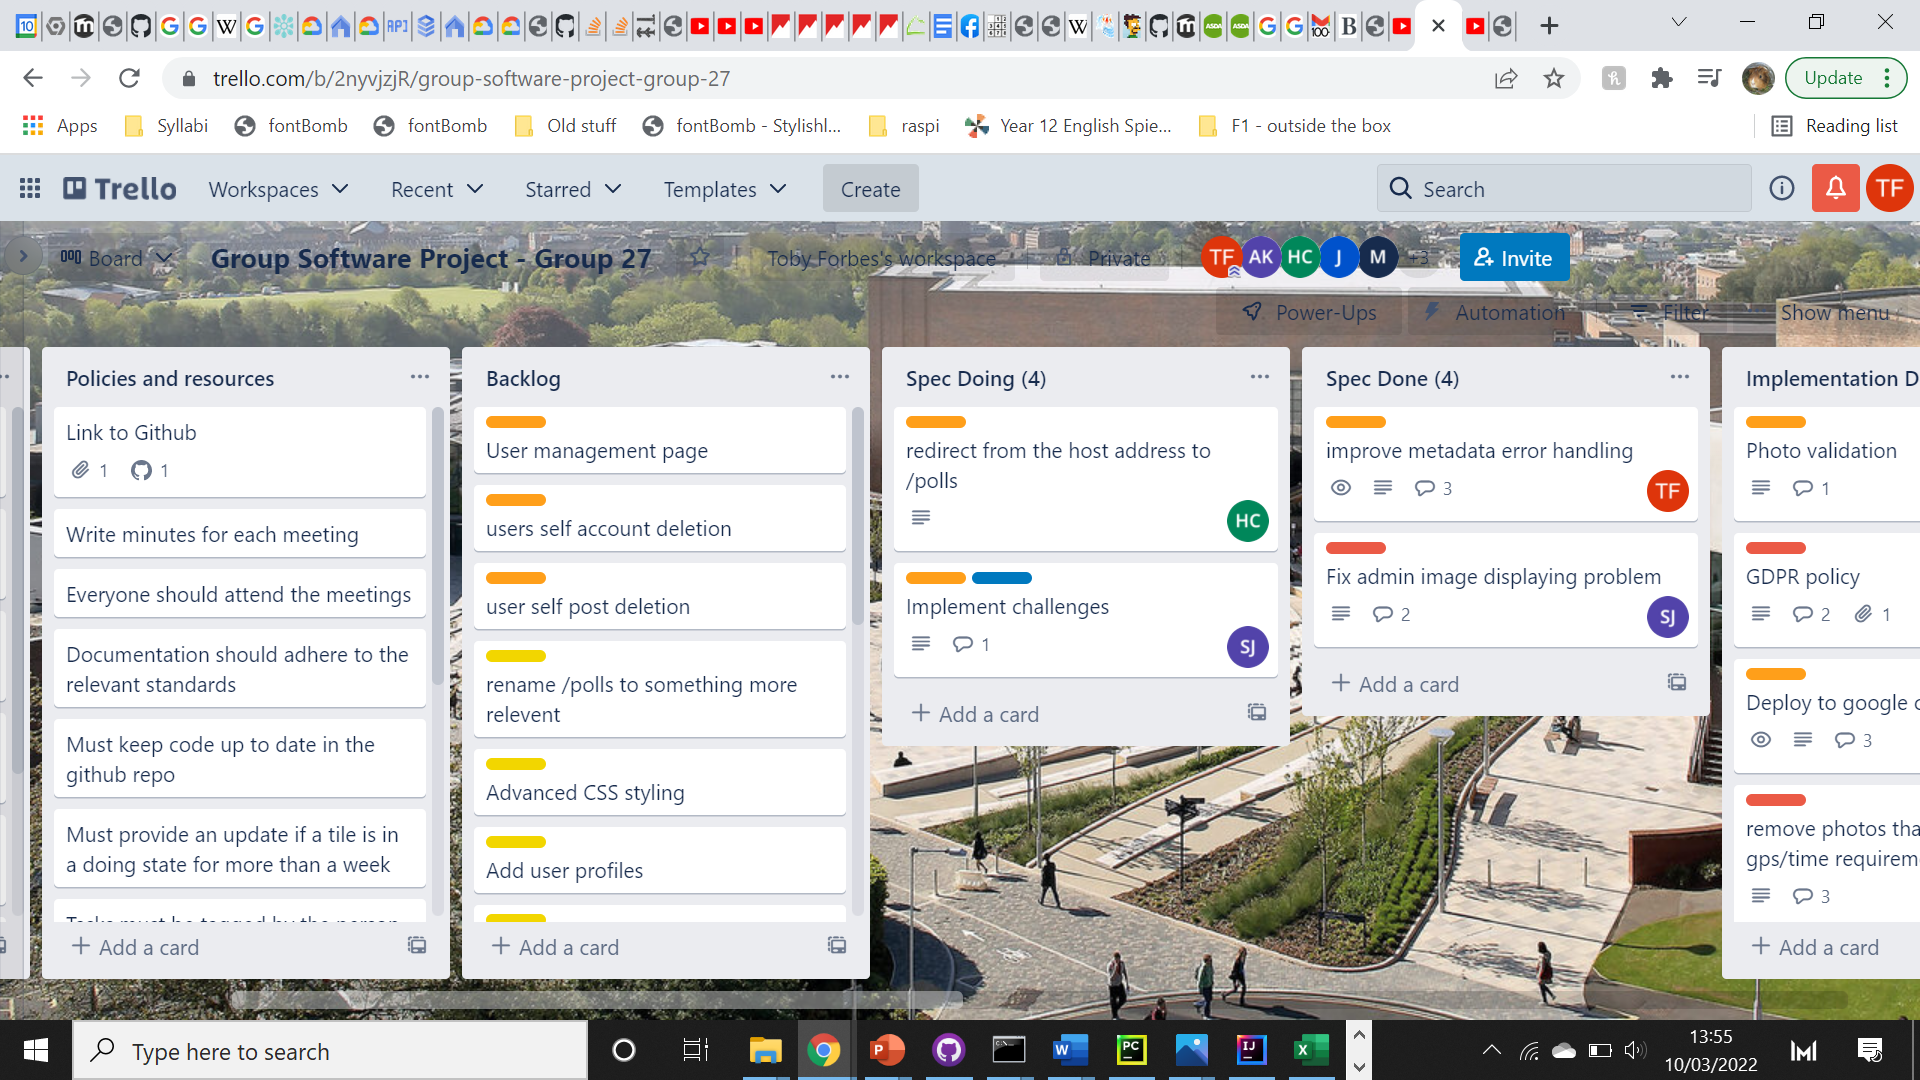 trello.com/b/2nyvjzjR/group-software-project-group-27
Update
Apps
Syllabi
fontBomb
fontBomb
Old stuff
fontBomb - Stylishl...
raspi
Year 12 English Spie...
F1 - outside the box
Reading list
Trello
Workspaces
Recent
Starred
Templates
Create
Search
TF
Board
Group Software Project - Group 27
Toby Forbes's workspace
Private
TF
AK
HC
J
M
+3
Invite
Power-Ups
Automation
Filter
Show menu
Policies and resources
Link to Github
1
1
Write minutes for each meeting
Everyone should attend the meetings
Documentation should adhere to the
relevant standards
Must keep code up to date in the
github repo
Must provide an update if a tile is in
a doing state for more than a week
Tasks must be tagged by the person
+ Add a card
Backlog
User management page
users self account deletion
user self post deletion
rename /polls to something more
relevent
Advanced CSS styling
Add user profiles
+ Add a card
Spec Doing (4)
redirect from the host address to
/polls
HC
Implement challenges
1
SJ
+ Add a card
Spec Done (4)
improve metadata error handling
3
TF
Fix admin image displaying problem
2
SJ
+ Add a card
Implementation D
Photo validation
1
GDPR policy
2
1
Deploy to google c
3
remove photos tha
gps/time requirem
3
+ Add a card
Type here to search
13:55
10/03/2022